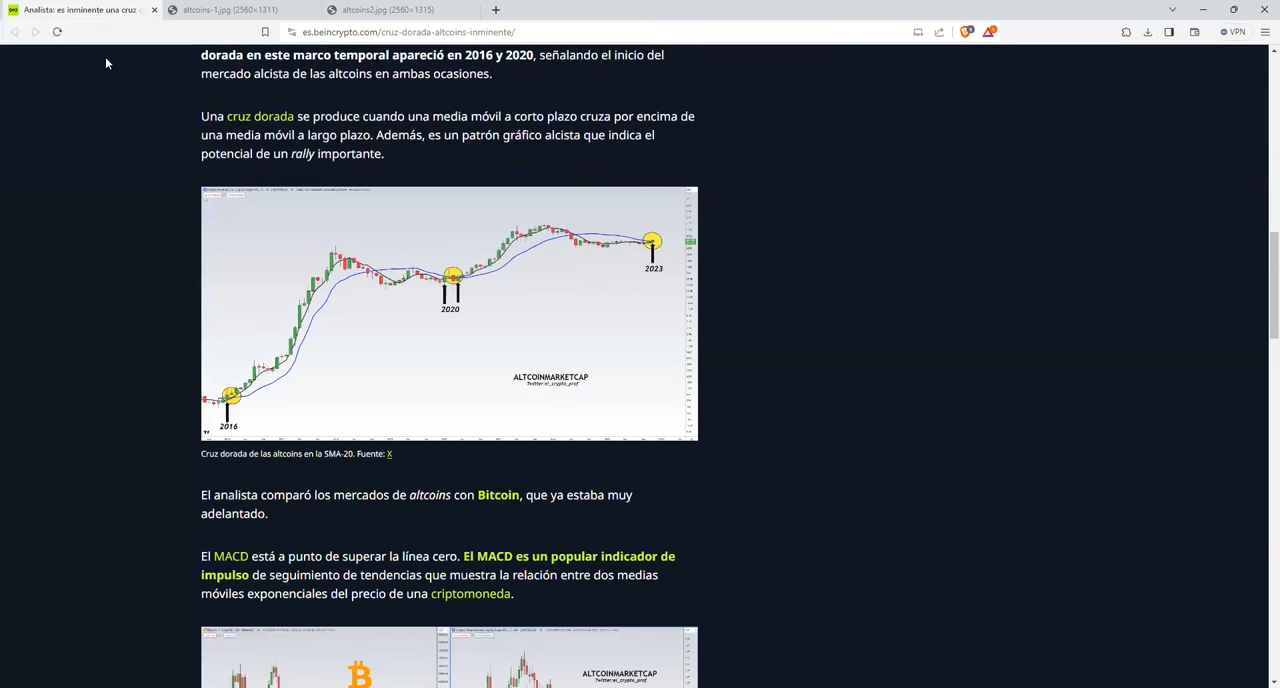 Analista: es inminente una cruz
altcoins-1.jpg (2560×1311)
altcoins2.jpg (2560×1315)
es.beincrypto.com/cruz-dorada-altcoins-inminente/
VPN
dorada en este marco temporal apareció en 2016 y 2020, señalando el inicio del
mercado alcista de las altcoins en ambas ocasiones.
Una cruz dorada se produce cuando una media móvil a corto plazo cruza por encima de
una media móvil a largo plazo. Además, es un patrón gráfico alcista que indica el
potencial de un rally importante.
2023
2020
ALTCOINMARKETCAP
Twitter:el_crypto_prof
2016
Cruz dorada de las altcoins en la SMA-20. Fuente: X
El analista comparó los mercados de altcoins con Bitcoin, que ya estaba muy
adelantado.
El MACD está a punto de superar la línea cero. El MACD es un popular indicador de
impulso de seguimiento de tendencias que muestra la relación entre dos medias
móviles exponenciales del precio de una criptomoneda.
ALTCOINMARKETCAP
Twitter:el_crypto_prof